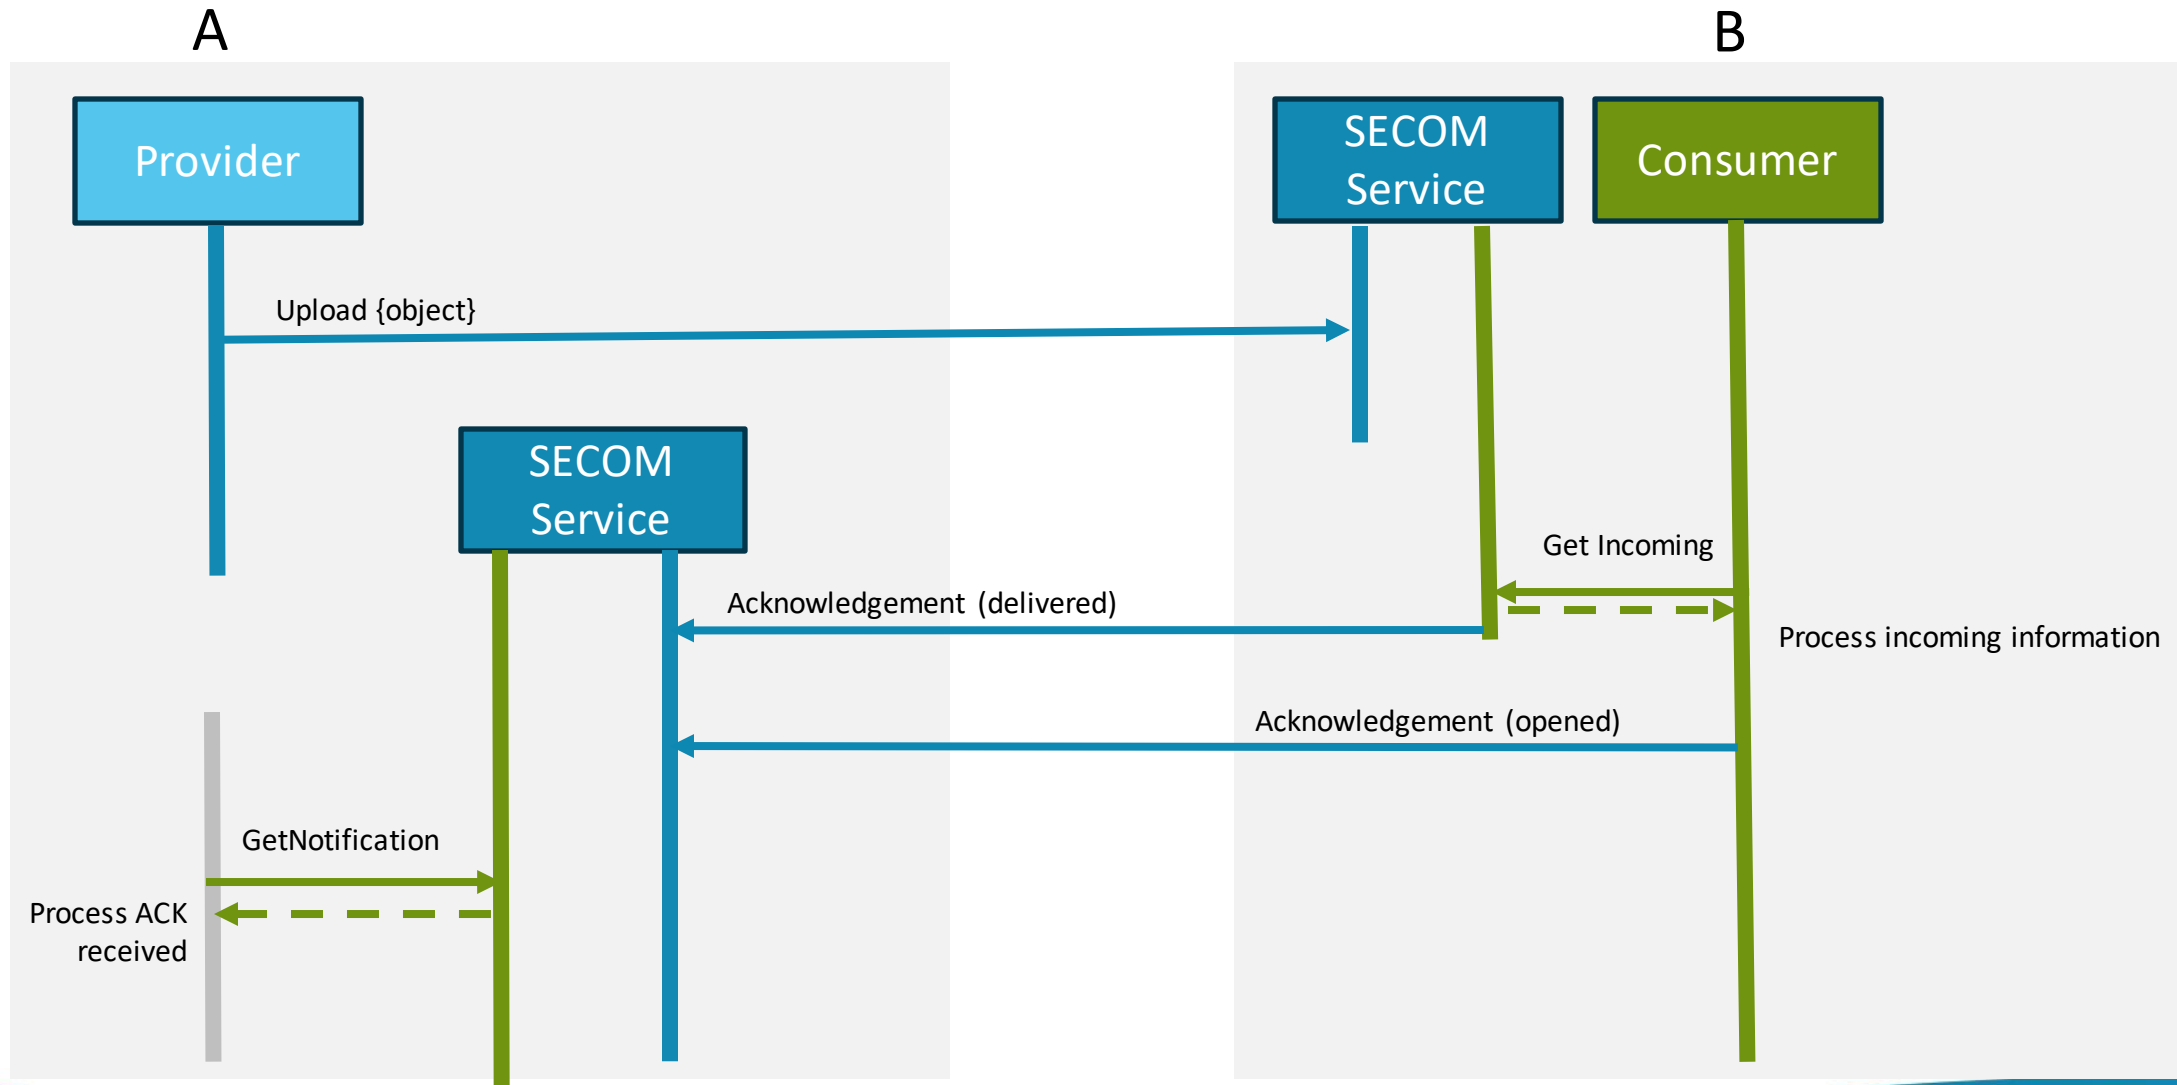 A
B
Provider
SECOM
Service
Consumer
Upload {object}
SECOM
Service
Get Incoming
Acknowledgement (delivered)
Process incoming information
Acknowledgement (opened)
GetNotification
Process ACK
received